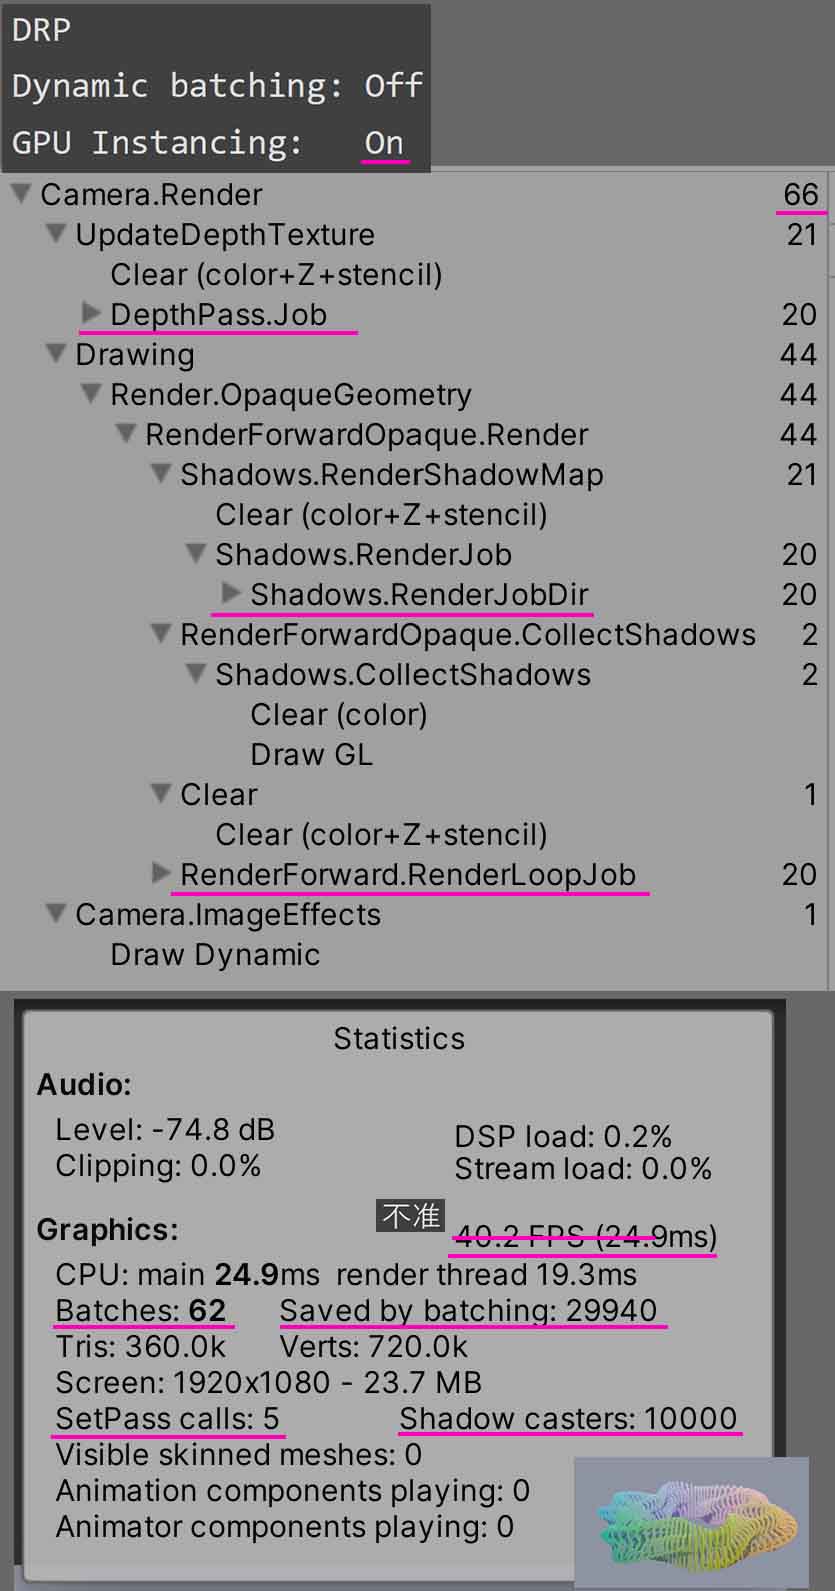 DRP
Dynamic batching: Off
GPU Instancing: On
Camera.Render 66
UpdateDepthTexture 21
Clear (color+Z+stencil)
DepthPass.Job 20
Drawing 44
Render.OpaqueGeometry 44
RenderForwardOpaque.Render 44
Shadows.RenderShadowMap 21
Clear (color+Z+stencil)
Shadows.RenderJob 20
Shadows.RenderJobDir 20
RenderForwardOpaque.CollectShadows 2
Shadows.CollectShadows 2
Clear (color)
Draw GL
Clear 1
Clear (color+Z+stencil)
RenderForward.RenderLoopJob 20
Camera.ImageEffects 1
Draw Dynamic
Statistics
Audio:
Level: -74.8 dB DSP load: 0.2%
Clipping: 0.0% Stream load: 0.0%
Graphics: 不准 40.2 FPS (24.9ms)
CPU: main 24.9ms render thread 19.3ms
Batches: 62 Saved by batching: 29940
Tris: 360.0k Verts: 720.0k
Screen: 1920x1080 - 23.7 MB
SetPass calls: 5 Shadow casters: 10000
Visible skinned meshes: 0
Animation components playing: 0
Animator components playing: 0